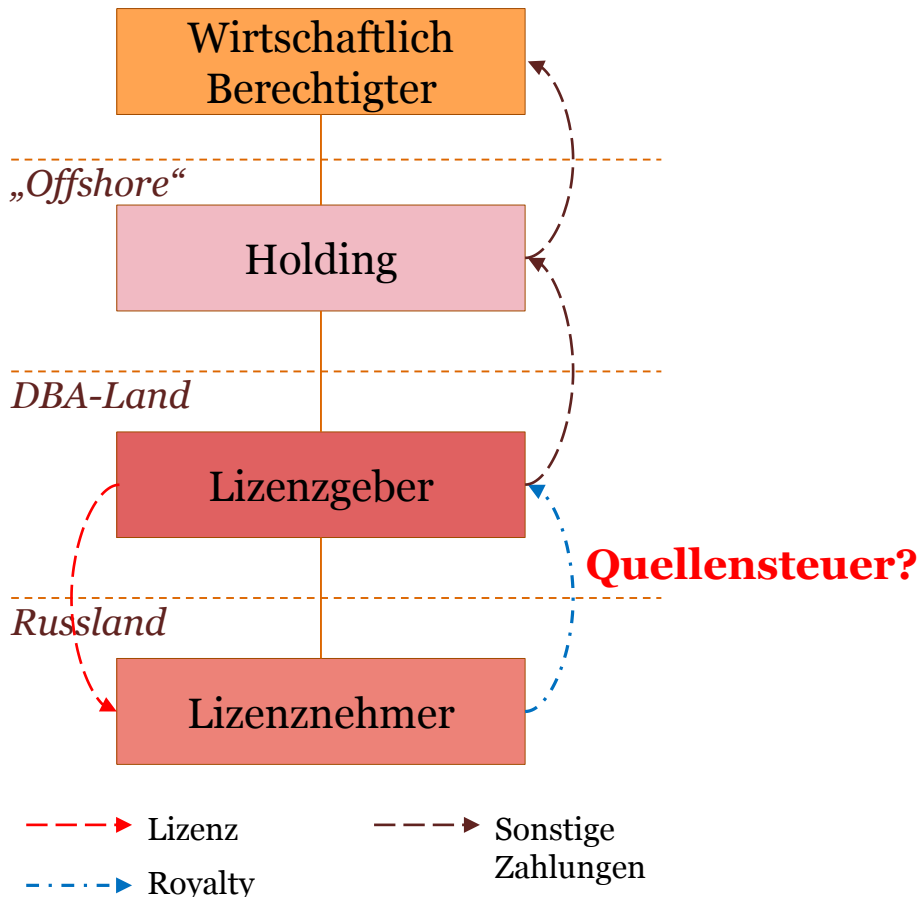 Wirtschaftlich
Berechtigter
„Offshore“
Holding
DBA-Land
Lizenzgeber
Quellensteuer?
Russland
Lizenznehmer
Lizenz
Sonstige
Zahlungen
Royalty